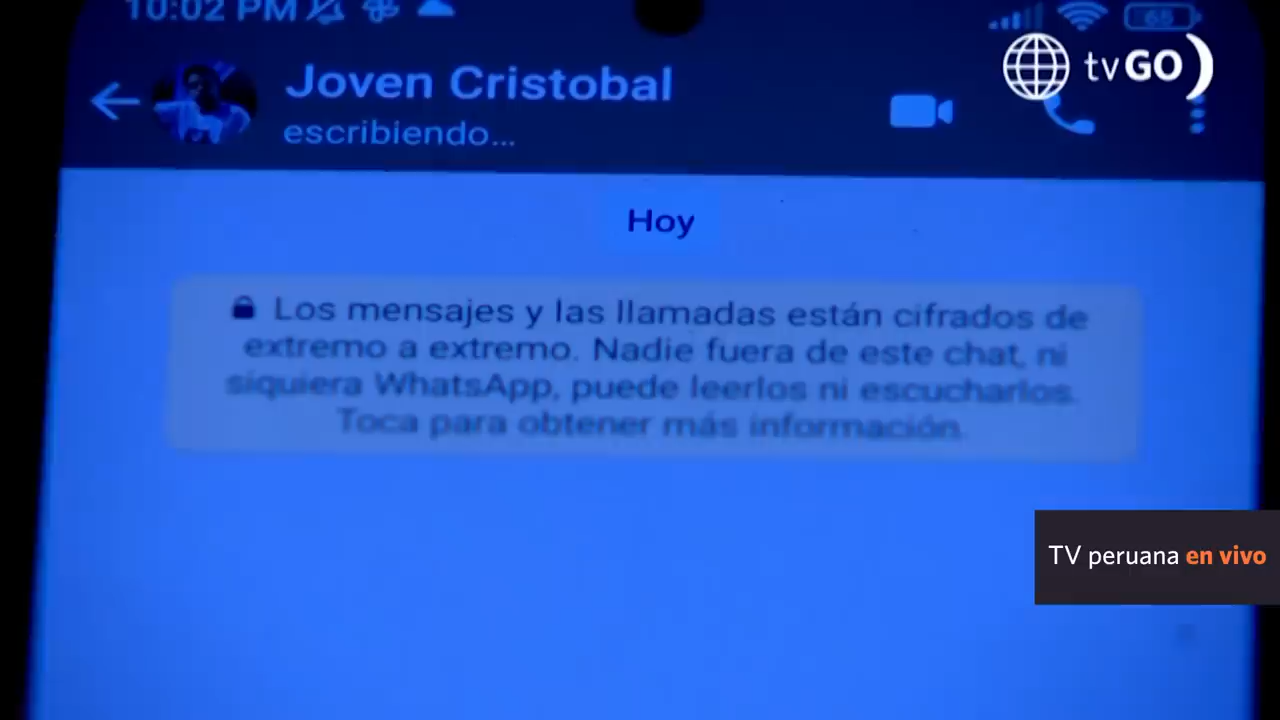 10:02 PM
65
tvGO
Joven Cristobal
escribiendo...
Hoy
Los mensajes y las llamadas están cifrados de
extremo a extremo. Nadie fuera de este chat, ni
siquiera WhatsApp, puede leerlos ni escucharlos.
Toca para obtener más información.
TV peruana en vivo